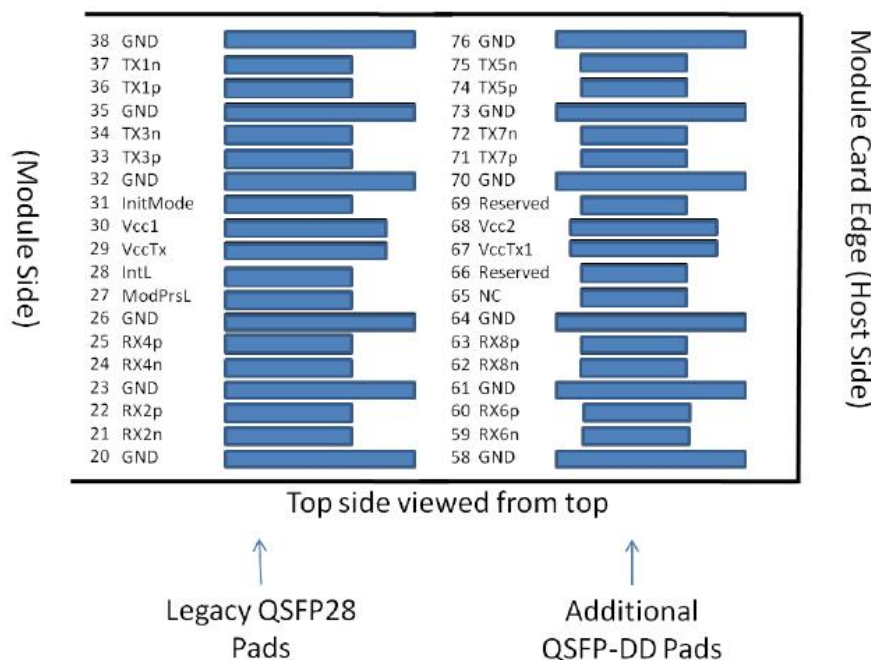 38 GND 76 GND
37 TX1n 75 TX5n
36 TX1p 74 TX5p
35 GND 73 GND
34 TX3n 72 TX7n
33 TX3p 71 TX7p
32 GND 70 GND
31 InitMode 69 Reserved
30 Vcc1 68 Vcc2
29 VccTx 67 VccTx1
28 IntL 66 Reserved
27 ModPrsL 65 NC
26 GND 64 GND
25 RX4p 63 RX8p
24 RX4n 62 RX8n
23 GND 61 GND
22 RX2p 60 RX6p
21 RX2n 59 RX6n
20 GND 58 GND
(Module Side)
Module Card Edge (Host Side)
Top side viewed from top
Legacy QSFP28
Pads
Additional
QSFP-DD Pads